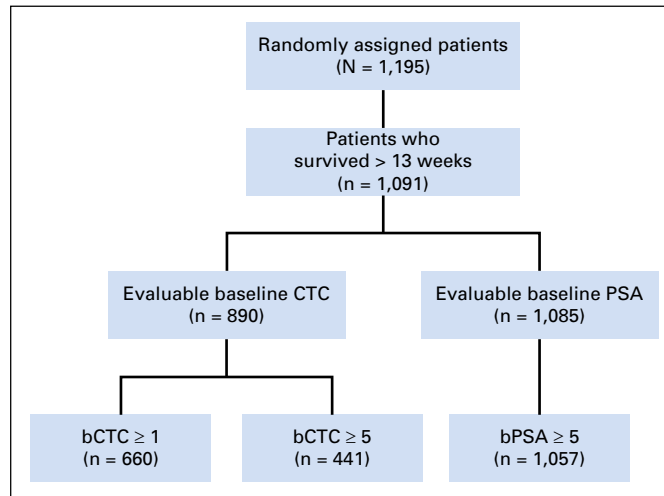 Randomly assigned patients
(N = 1,195)
Patients who
survived > 13 weeks
(n = 1,091)
Evaluable baseline CTC
(n = 890)
Evaluable baseline PSA
(n = 1,085)
bCTC ≥ 1
(n = 660)
bCTC ≥ 5
(n = 441)
bPSA ≥ 5
(n = 1,057)